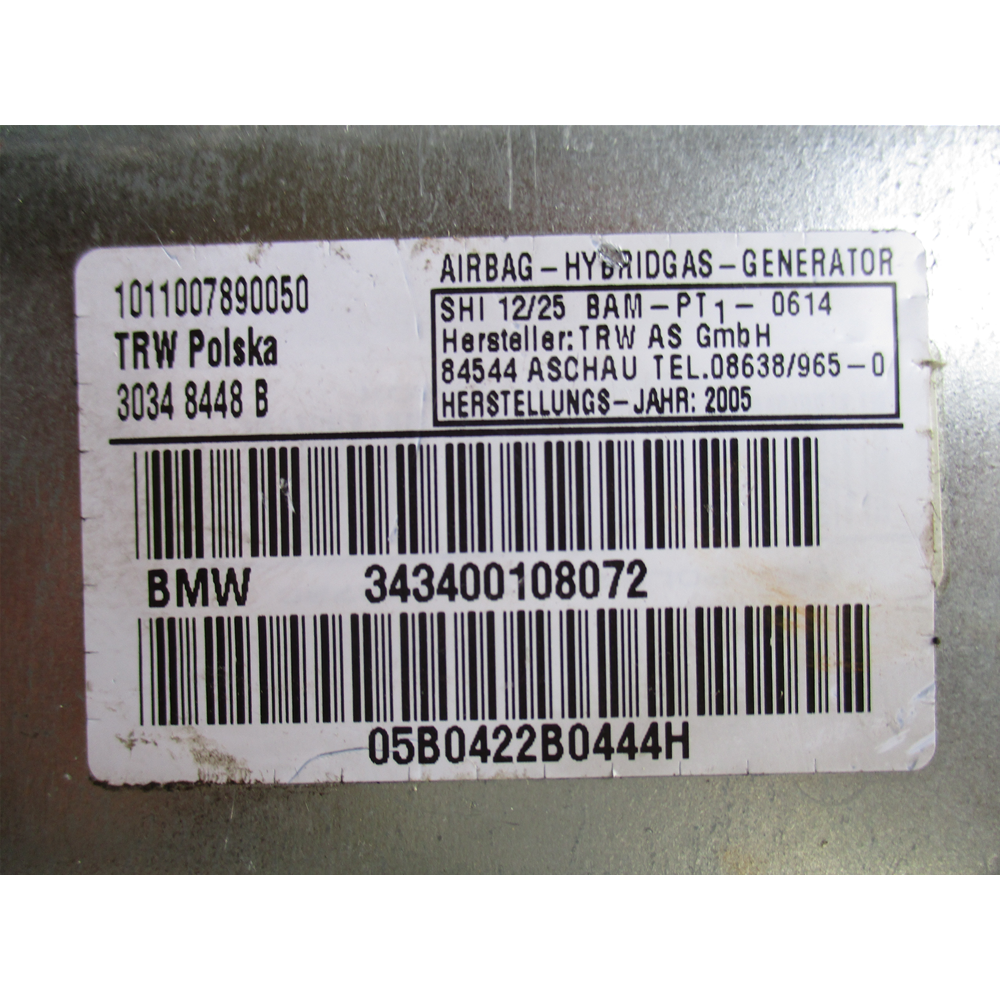 1011007890050
TRW Polska
3034 8448 B
AIRBAG-HYBRIDGAS-GENERATOR
SHI 12/25 BAM-PT1- 0614
Hersteller:TRW AS GmbH
84544 ASCHAU TEL.08638/965-0
HERSTELLUNGS-JAHR: 2005
BMW 343400108072
05B0422B0444H